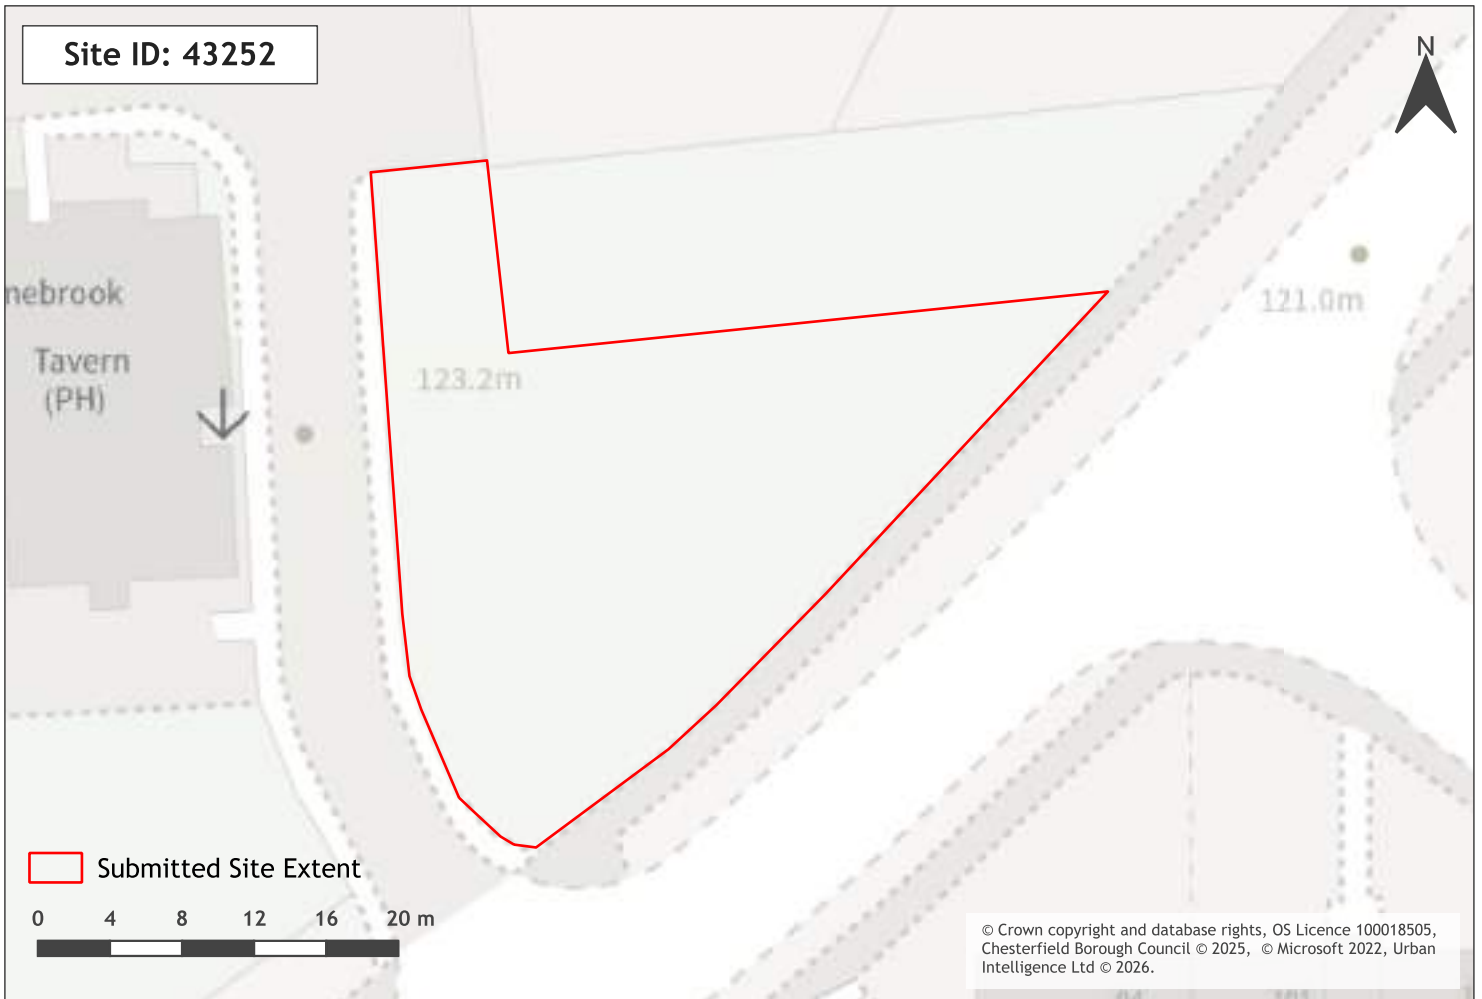 Site ID: 43252
N
nebrook
Tavern
(PH)
123.2m
121.0m
Submitted Site Extent
0 4 8 12 16 20 m
© Crown copyright and database rights, OS Licence 100018505,
Chesterfield Borough Council © 2025, © Microsoft 2022, Urban
Intelligence Ltd © 2026.